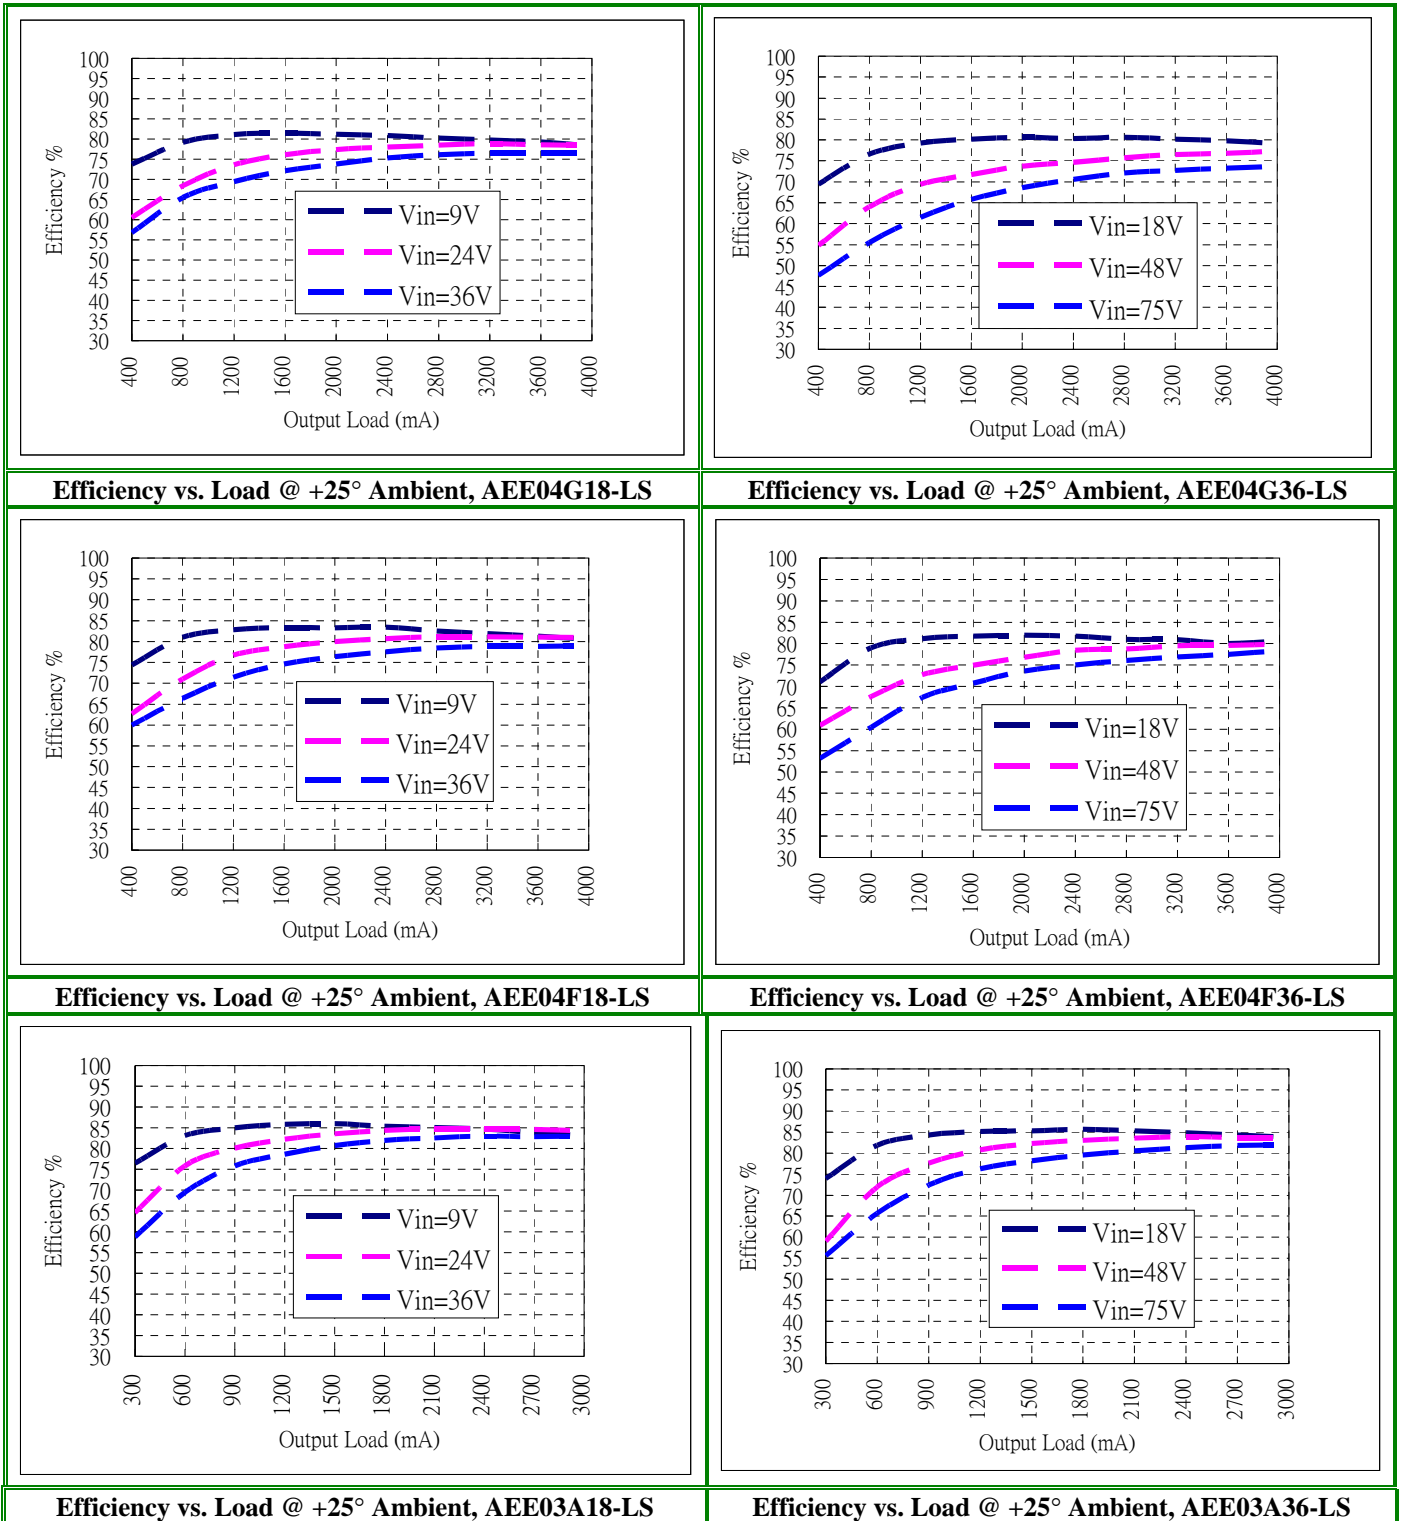 100
95
90
85
80
75
70
65
60
55
50
45
40
35
30
Efficiency %
Vin=9V
Vin=24V
Vin=36V
400 800 1200 1600 2000 2400 2800 3200 3600 4000
Output Load (mA)
Efficiency vs. Load @ +25° Ambient, AEE04G18-LS
100
95
90
85
80
75
70
65
60
55
50
45
40
35
30
Efficiency %
Vin=18V
Vin=48V
Vin=75V
400 800 1200 1600 2000 2400 2800 3200 3600 4000
Output Load (mA)
Efficiency vs. Load @ +25° Ambient, AEE04G36-LS
100
95
90
85
80
75
70
65
60
55
50
45
40
35
30
Efficiency %
Vin=9V
Vin=24V
Vin=36V
400 800 1200 1600 2000 2400 2800 3200 3600 4000
Output Load (mA)
Efficiency vs. Load @ +25° Ambient, AEE04F18-LS
100
95
90
85
80
75
70
65
60
55
50
45
40
35
30
Efficiency %
Vin=18V
Vin=48V
Vin=75V
400 800 1200 1600 2000 2400 2800 3200 3600 4000
Output Load (mA)
Efficiency vs. Load @ +25° Ambient, AEE04F36-LS
100
95
90
85
80
75
70
65
60
55
50
45
40
35
30
Efficiency %
Vin=9V
Vin=24V
Vin=36V
300 600 900 1200 1500 1800 2100 2400 2700 3000
Output Load (mA)
Efficiency vs. Load @ +25° Ambient, AEE03A18-LS
100
95
90
85
80
75
70
65
60
55
50
45
40
35
30
Efficiency %
Vin=18V
Vin=48V
Vin=75V
300 600 900 1200 1500 1800 2100 2400 2700 3000
Output Load (mA)
Efficiency vs. Load @ +25° Ambient, AEE03A36-LS